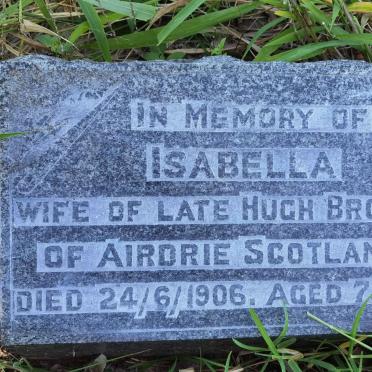 IN MEMORY OF
ISABELLA
WIFE OF LATE HUGH BRO
OF AIRDRIE SCOTLAN
DIED 24/6/1906. AGED 7